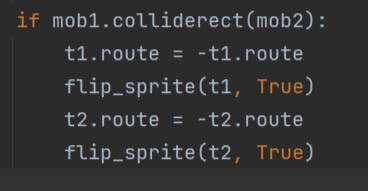 if mob1.colliderect(mob2):
    t1.route = -t1.route
    flip_sprite(t1, True)
    t2.route = -t2.route
    flip_sprite(t2, True)